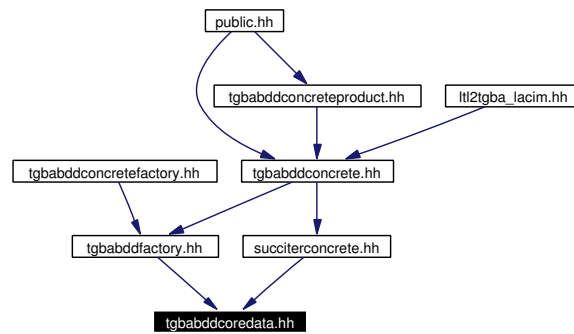 public.hh
tgbabddconcreteproduct.hh
ltl2tgba_lacim.hh
tgbabddconcretefactory.hh
tgbabddconcrete.hh
tgbabddfactory.hh
succiterconcrete.hh
tgbabddcoredata.hh